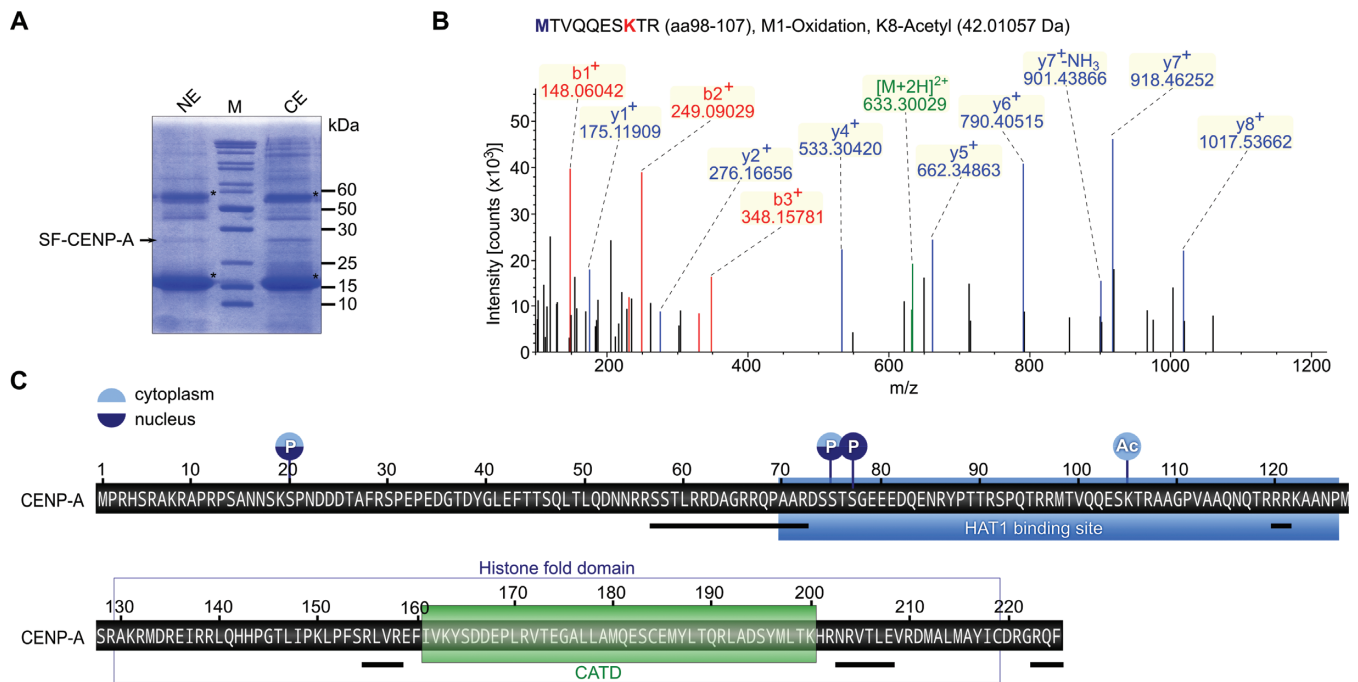 A
NE M CE
kDa
60
50
30
25
15
10
SF-CENP-A
*
*
*
*
B
MTVQQESKTR (aa98-107), M1-Oxidation, K8-Acetyl (42.01057 Da)
Intensity [counts (x10³)]
50
40
30
20
10
0
b1⁺
148.06042
y1⁺
175.11909
b2⁺
249.09029
y2⁺
276.16656
b3⁺
348.15781
y4⁺
533.30420
[M+2H]²⁺
633.30029
y5⁺
662.34863
y6⁺
790.40515
y7⁺-NH₃
901.43866
y7⁺
918.46252
y8⁺
1017.53662
200 400 600 800 1000 1200
m/z
C
cytoplasm
nucleus
P P P Ac
1 10 20 30 40 50 60 70 80 90 100 110 120
CENP-A MPRHSRAKRAPRPSANNSKSPNDDDTAFRSPEPEDGTDYGLEFTTSQLTLQDNNRRSSTLRRDAGRRQPAARDSSTSGEEEDQENRYPTTRSPQTRRMTVQQESKTRAAGPVAAQNQTRRRKAANPM
HAT1 binding site
Histone fold domain
130 140 150 160 170 180 190 200 210 220
CENP-A SRAKRMDREIRRLQHHPGTLIPKLPFSRLVREFIVKYSDDEPLRVTEGALLAMQESCEMYLTQRLADSYMLTKHRNRVTLEVRDMALMAYICDRGRQF
CATD